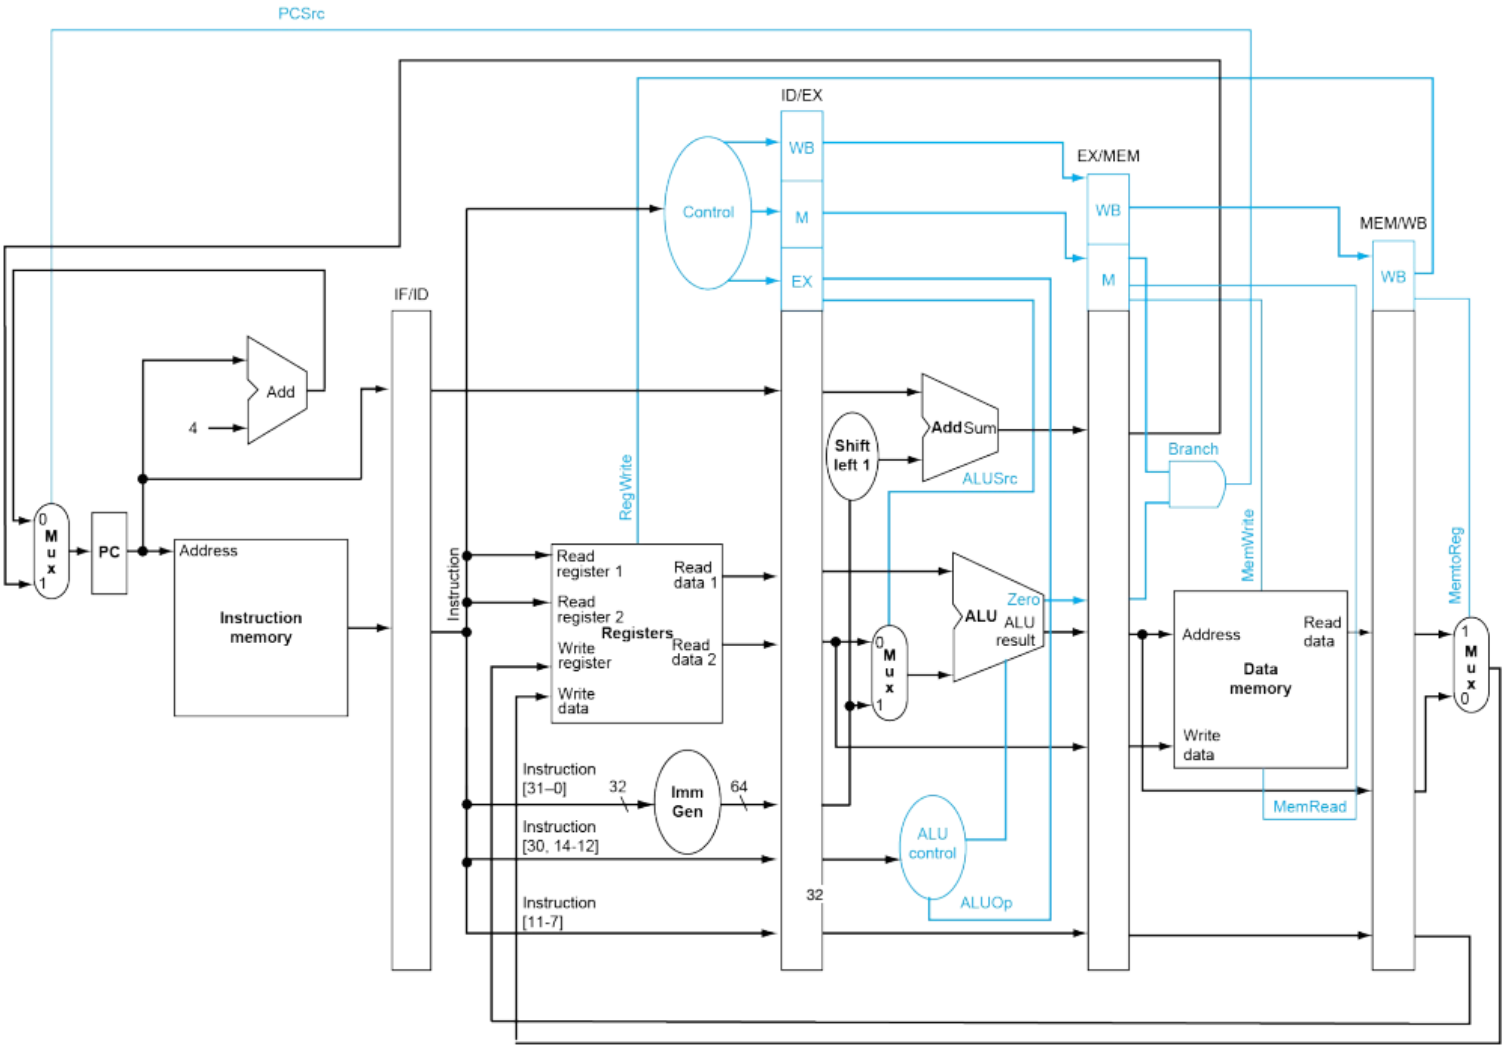 PCSrc
ID/EX
WB
EX/MEM
Control
M
WB
MEM/WB
EX
M
WB
IF/ID
Add
4
Shift
left 1
Add Sum
Branch
ALUSrc
RegWrite
MemWrite
MemtoReg
0
M
u
x
1
PC
Address
Instruction
memory
Instruction
Read
register 1
Read
register 2
Write
register
Write
data
Registers
Read
data 1
Read
data 2
0
M
u
x
1
Zero
ALU
ALU
result
Address
Read
data
Data
memory
Write
data
1
M
u
x
0
Instruction
[31–0]
32
Imm
Gen
64
MemRead
Instruction
[30, 14-12]
ALU
control
32
ALUOp
Instruction
[11-7]